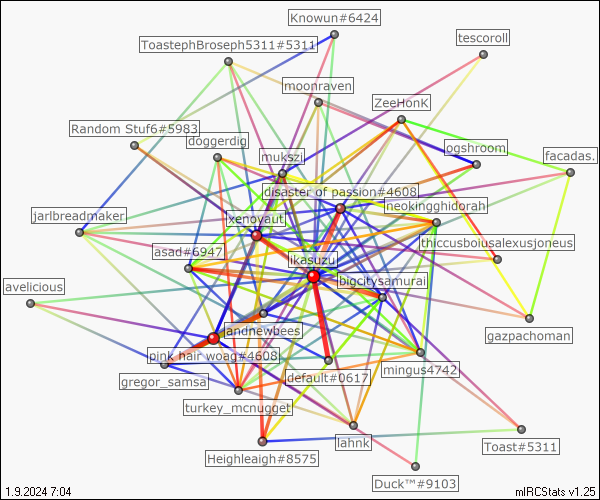 Knowun#6424
ToastephBroseph5311#5311
tescoroll
moonraven
ZeeHonK
Random Stuf6#5983
doggerdig
pgshroom
mukszi
facadas.
disaster of passion#4608
neokingghidorah
jarlbreadmaker
xenoyaut
thiccusboiusalexusjoneus
asad#6947
ikasuzu
bigcitysamurai
avelicious
andnewbees
gazpachoman
pink hair woag#4608
default#0617
mingus4742
gregor_samsa
turkey_mcnugget
lahnk
Toast#5311
Heighleaigh#8575
Duck™#9103
1.9.2024 7:04
mIRCStats v1.25